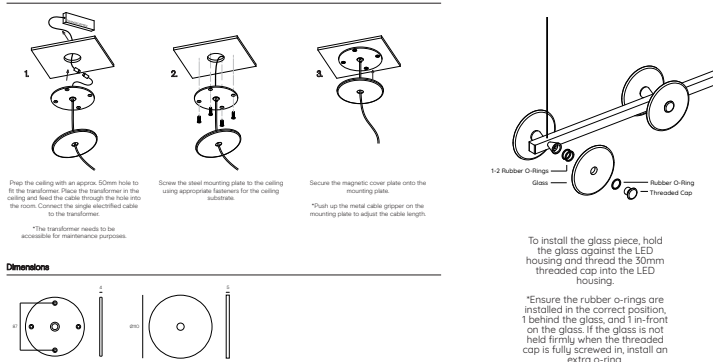 1.
2.
3.
Prep the ceiling with an approx. 50mm hole to
fit the transformer. Place the transformer in the
ceiling and feed the cable through the hole into
the room. Connect the single electrified cable
to the transformer.
*The transformer needs to be
accessible for maintenance purposes.
Screw the steel mounting plate to the ceiling
using appropriate fasteners for the ceiling
substrate.
Secure the magnetic cover plate onto the
mounting plate.
*Push up the metal cable gripper on the
mounting plate to adjust the cable length.
Dimensions
1-2 Rubber O-Rings
Glass
Rubber O-Ring
Threaded Cap
To install the glass piece, hold
the glass against the LED
housing and thread the 30mm
threaded cap into the LED
housing.
*Ensure the rubber o-rings are
installed in the correct position,
1 behind the glass, and 1 in-front
on the glass. If the glass is not
held firmly when the threaded
cap is fully screwed in, install an
extra o-ring